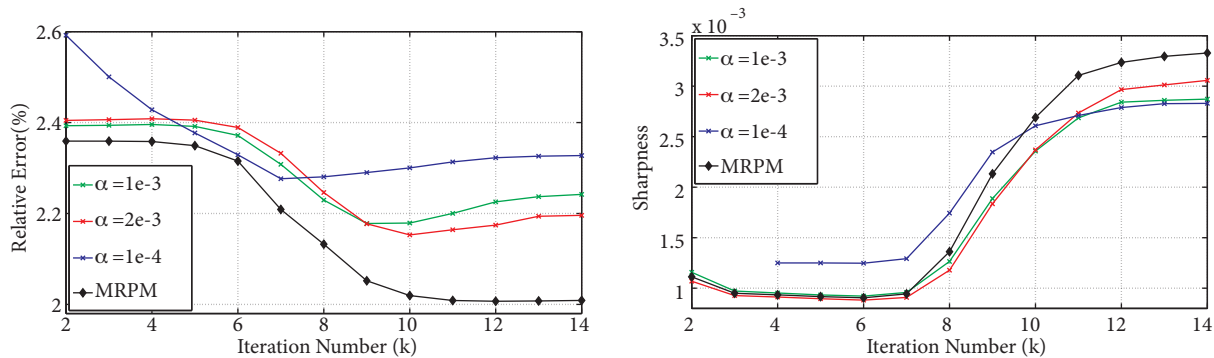 2.6
2.4
2.2
2
Relative Error(%)
α=1e-3
α=2e-3
α=1e-4
MRPM
2 4 6 8 10 12 14
Iteration Number (k)
x 10⁻³
3.5
3
2.5
2
1.5
1
Sharpness
α=1e-3
α=2e-3
α=1e-4
MRPM
2 4 6 8 10 12 14
Iteration Number (k)